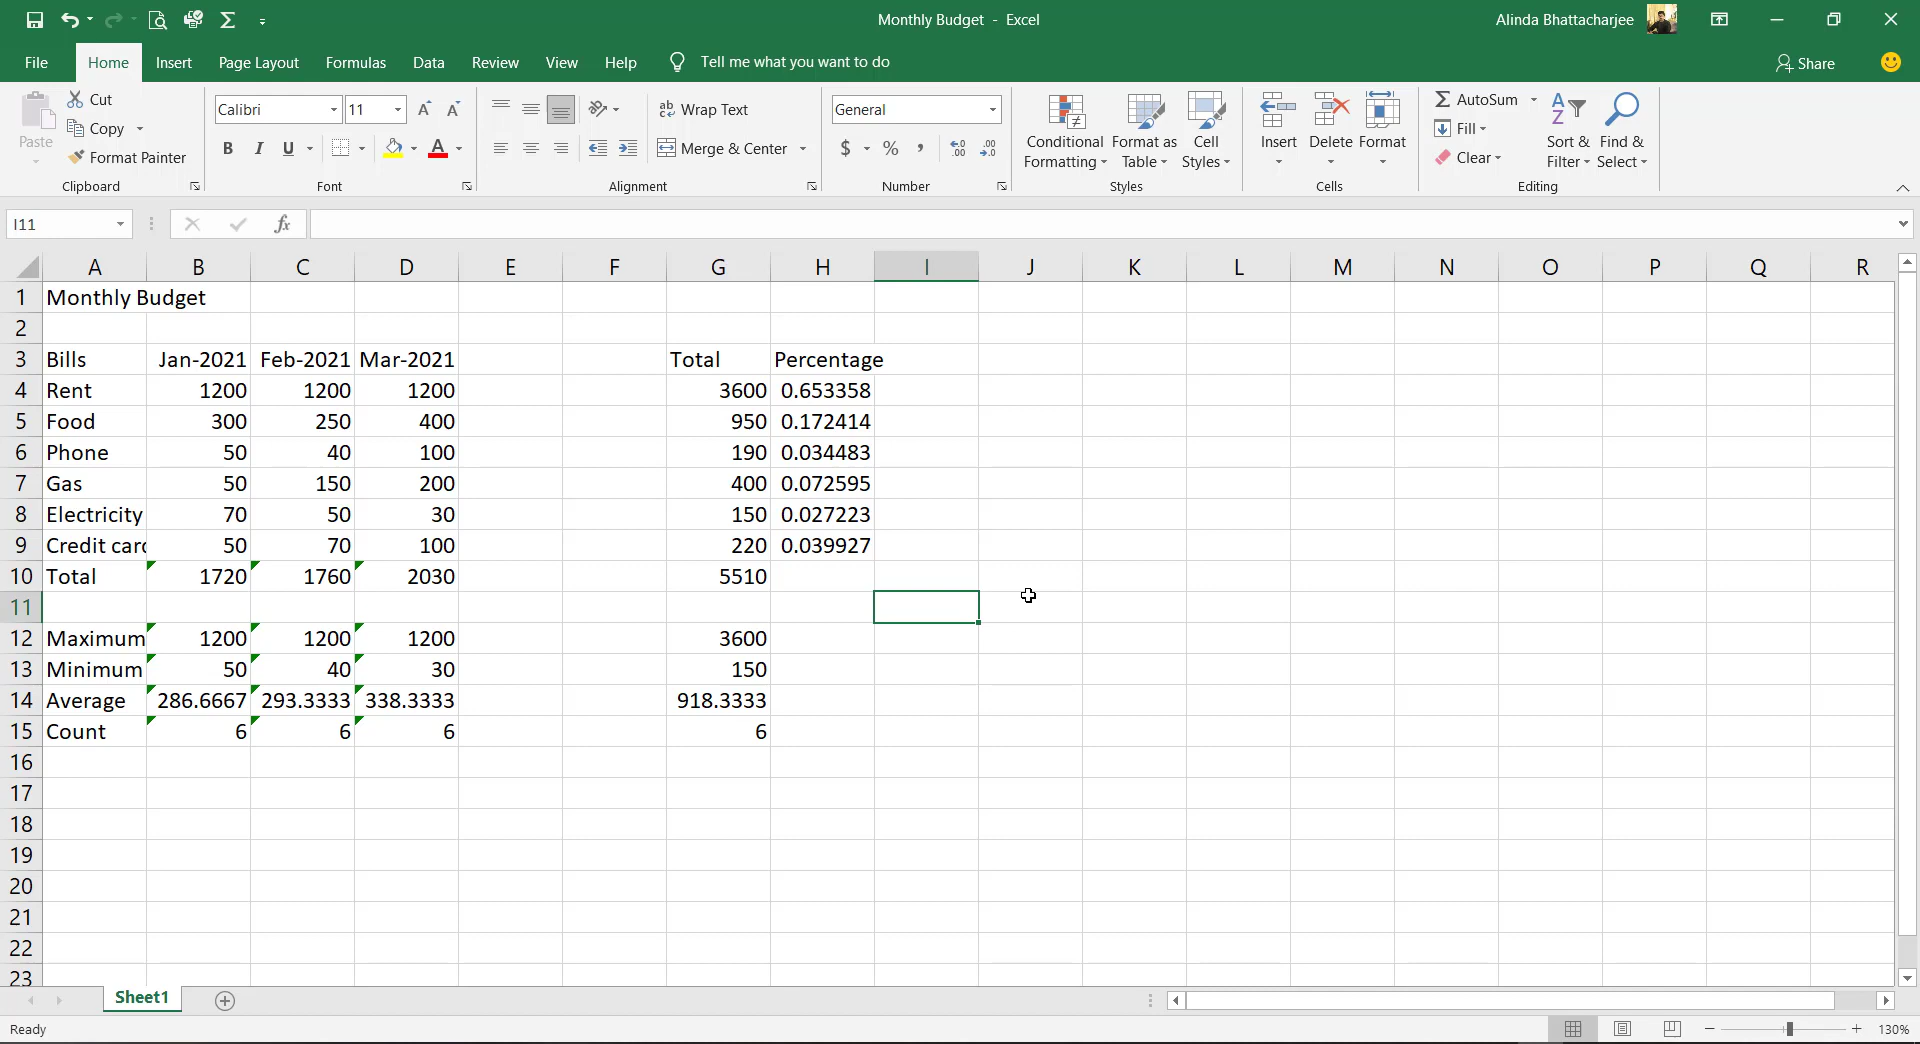 Monthly Budget - Excel
Alinda Bhattacharjee
File Home Insert Page Layout Formulas Data Review View Help Tell me what you want to do Share
Paste
Cut
Copy
Format Painter
Clipboard
Calibri 11
B I U
Font
ab Wrap Text
Merge & Center
Alignment
General
$ % ,
Number
Conditional Formatting
Format as Table
Cell Styles
Styles
Insert Delete Format
Cells
AutoSum
Fill
Clear
Sort & Filter
Find & Select
Editing
I11
fx
A B C D E F G H I J K L M N O P Q R
1 Monthly Budget
2
3 Bills Jan-2021 Feb-2021 Mar-2021 Total Percentage
4 Rent 1200 1200 1200 3600 0.653358
5 Food 300 250 400 950 0.172414
6 Phone 50 40 100 190 0.034483
7 Gas 50 150 200 400 0.072595
8 Electricity 70 50 30 150 0.027223
9 Credit card 50 70 100 220 0.039927
10 Total 1720 1760 2030 5510
11
12 Maximum 1200 1200 1200 3600
13 Minimum 50 40 30 150
14 Average 286.6667 293.3333 338.3333 918.3333
15 Count 6 6 6 6
16
17
18
19
20
21
22
23
Sheet1
Ready
130%